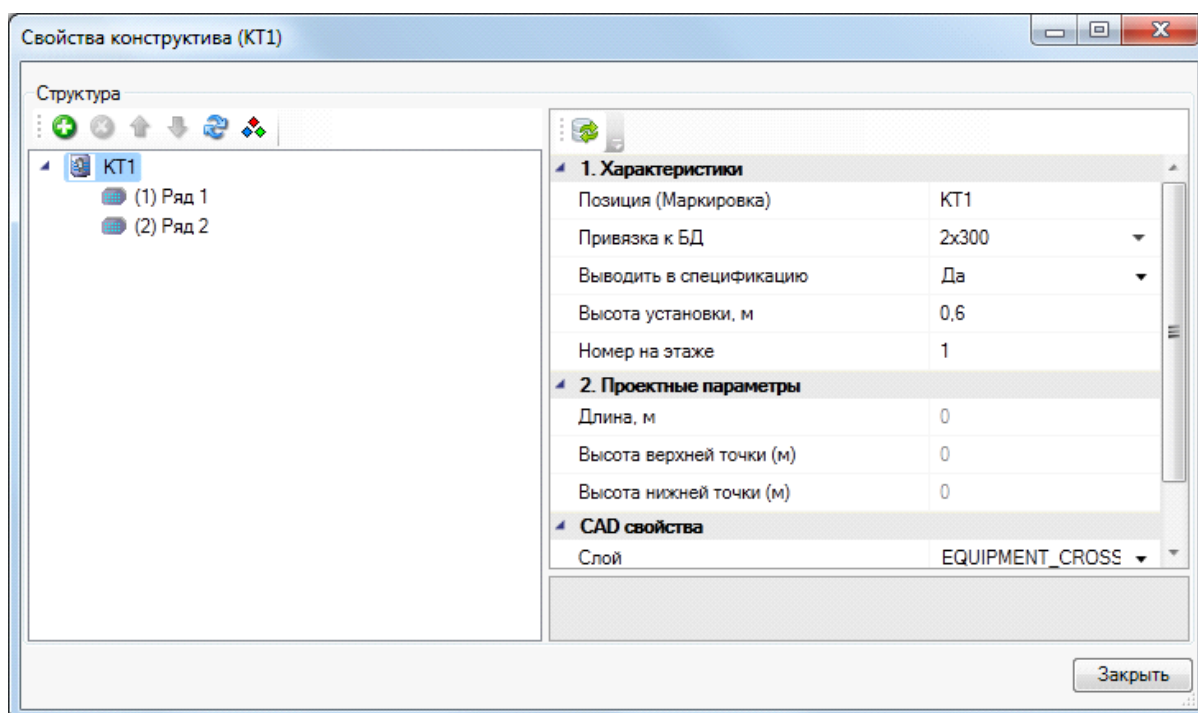 Свойства конструктива (КТ1)
Структура
КТ1
(1) Ряд 1
(2) Ряд 2
1. Характеристики
Позиция (Маркировка) КТ1
Привязка к БД 2x300
Выводить в спецификацию Да
Высота установки, м 0,6
Номер на этаже 1
2. Проектные параметры
Длина, м 0
Высота верхней точки (м) 0
Высота нижней точки (м) 0
CAD свойства
Слой EQUIPMENT_CROSS
Закрыть